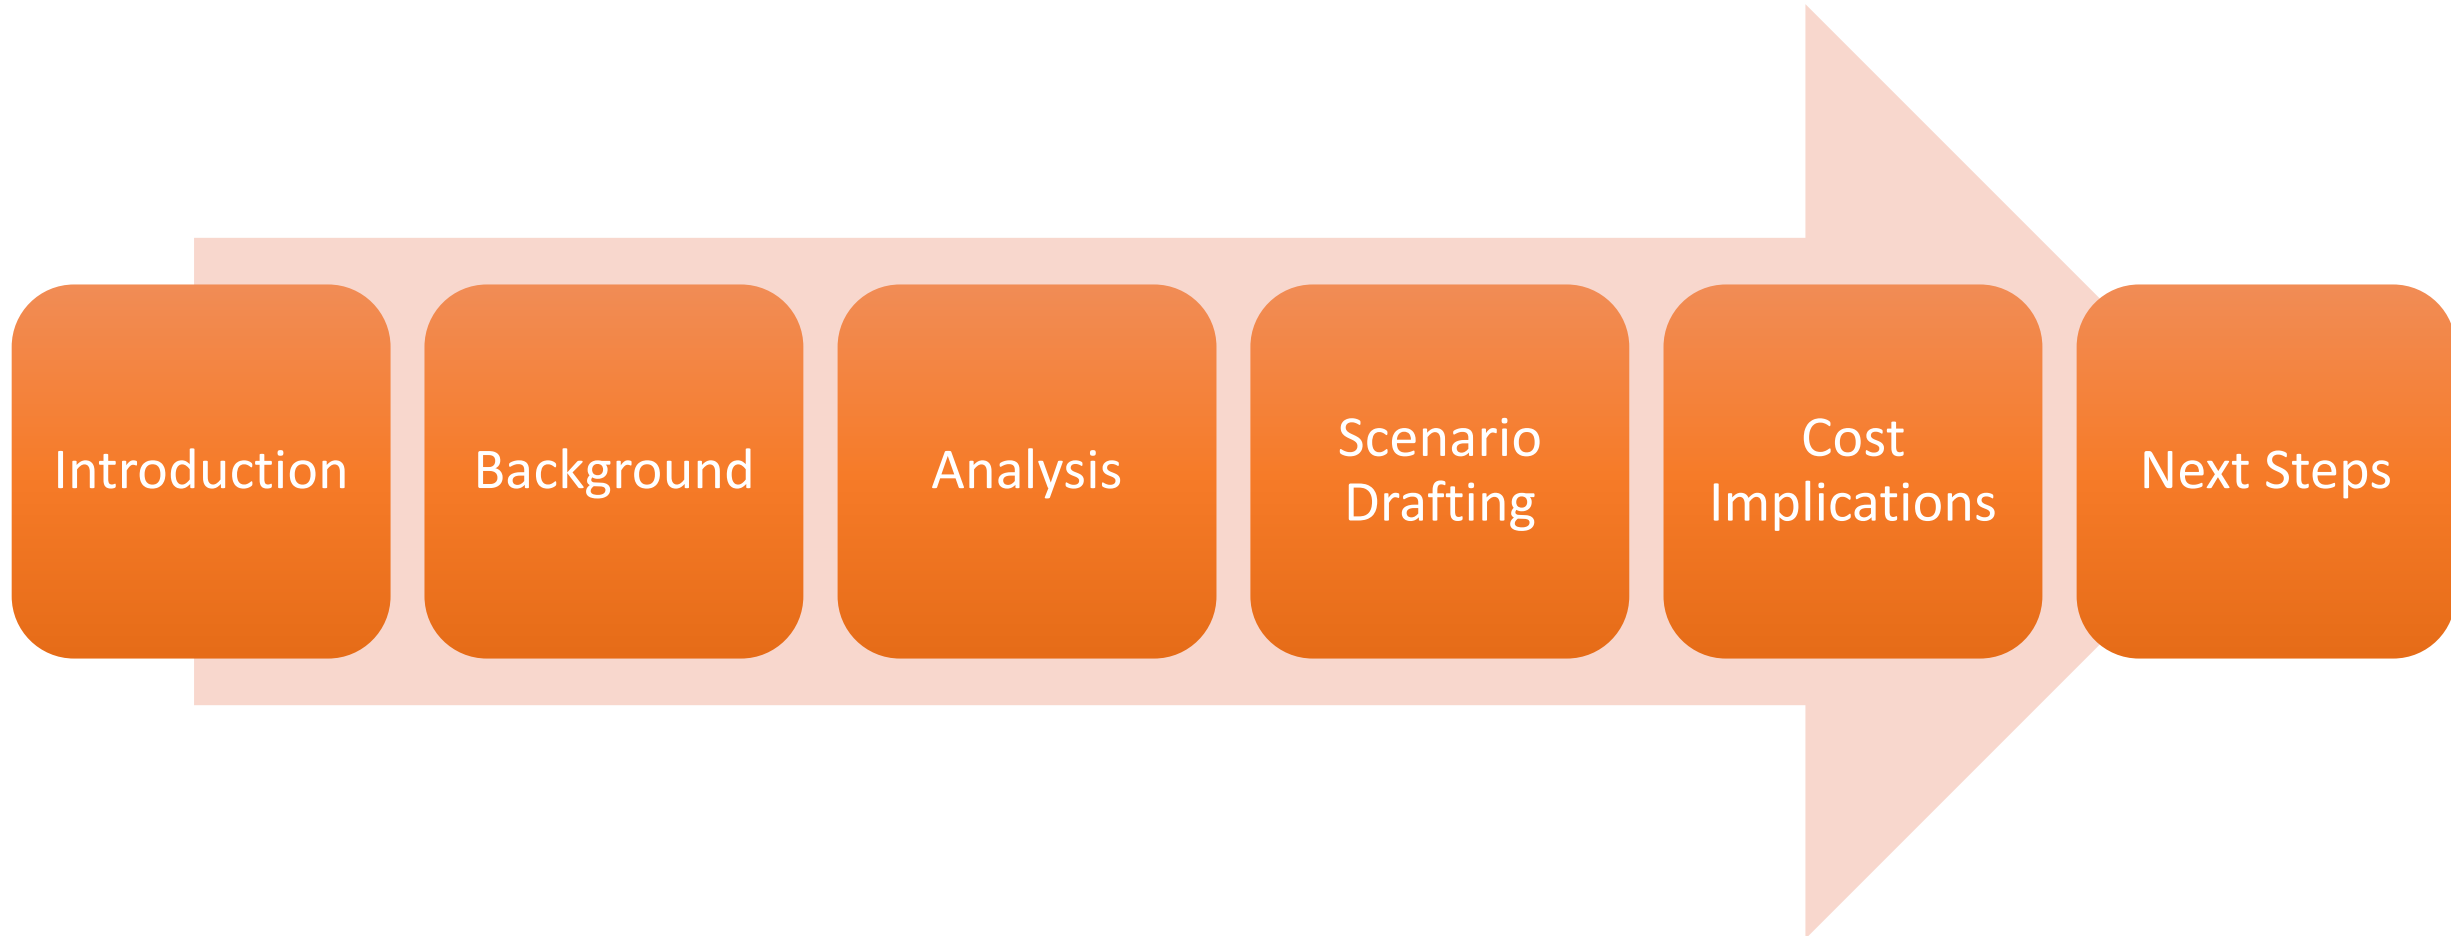 Introduction
Background
Analysis
Scenario
Drafting
Cost
Implications
Next Steps